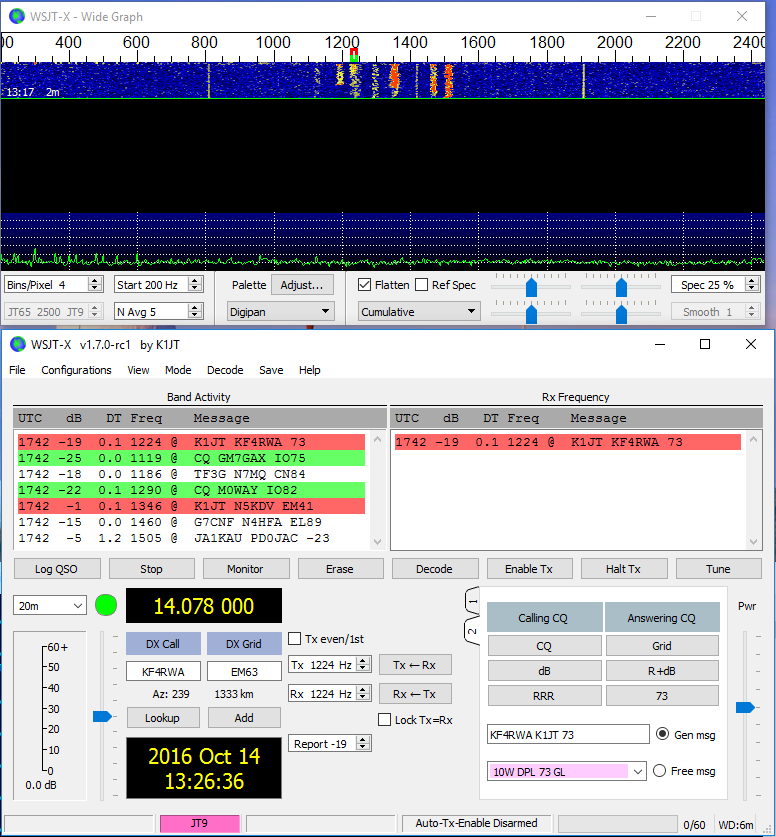 WSJT-X - Wide Graph
00 200 400 600 800 1000 1200 1400 1600 1800 2000 2200 2400
13:17 2m
Bins/Pixel 4 Start 200 Hz Palette Adjust... Flatten Ref Spec Spec 25 %
JT65 2500 JT9 N Avg 5 Digipan Cumulative Smooth 1
WSJT-X v1.7.0-rc1 by K1JT
File Configurations View Mode Decode Save Help
Band Activity Rx Frequency
UTC dB DT Freq Message UTC dB DT Freq Message
1742 -19 0.1 1224 @ K1JT KF4RWA 73 1742 -19 0.1 1224 @ K1JT KF4RWA 73
1742 -25 0.0 1119 @ CQ GM7GAX IO75
1742 -18 0.0 1186 @ TF3G N7MQ CN84
1742 -22 0.1 1290 @ CQ M0WAY IO82
1742 -1 0.1 1346 @ K1JT N5KDV EM41
1742 -15 0.0 1460 @ G7CNF N4HFA EL89
1742 -5 1.2 1505 @ JA1KAU PD0JAC -23
Log QSO Stop Monitor Erase Decode Enable Tx Halt Tx Tune
20m 14.078 000
1
2
Calling CQ Answering CQ
Pwr
DX Call DX Grid Tx even/1st
CQ Grid
KF4RWA EM63 Tx 1224 Hz Tx ← Rx
dB R+dB
Az: 239 1333 km Rx 1224 Hz Rx ← Tx
RRR 73
Lookup Add Lock Tx=Rx
KF4RWA K1JT 73 Gen msg
Report -19
10W DPL 73 GL Free msg
2016 Oct 14
13:26:36
60+
50
40
30
20
10
0
0.0 dB
JT9 Auto-Tx-Enable Disarmed 0/60 WD:6m